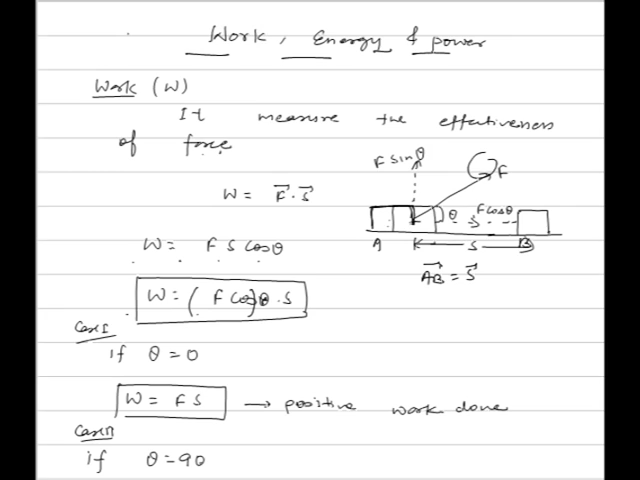 Work, Energy & power
Work (W)
It measure the effectiveness
of force
F sinθ
F
W = F⃗ . S⃗
θ
F cosθ
A
S
B
W = F S cosθ
AB⃗ = S⃗
W = (F cosθ) . S
Case I
if θ = 0
W = F S → positive work done
Case II
if θ = 90